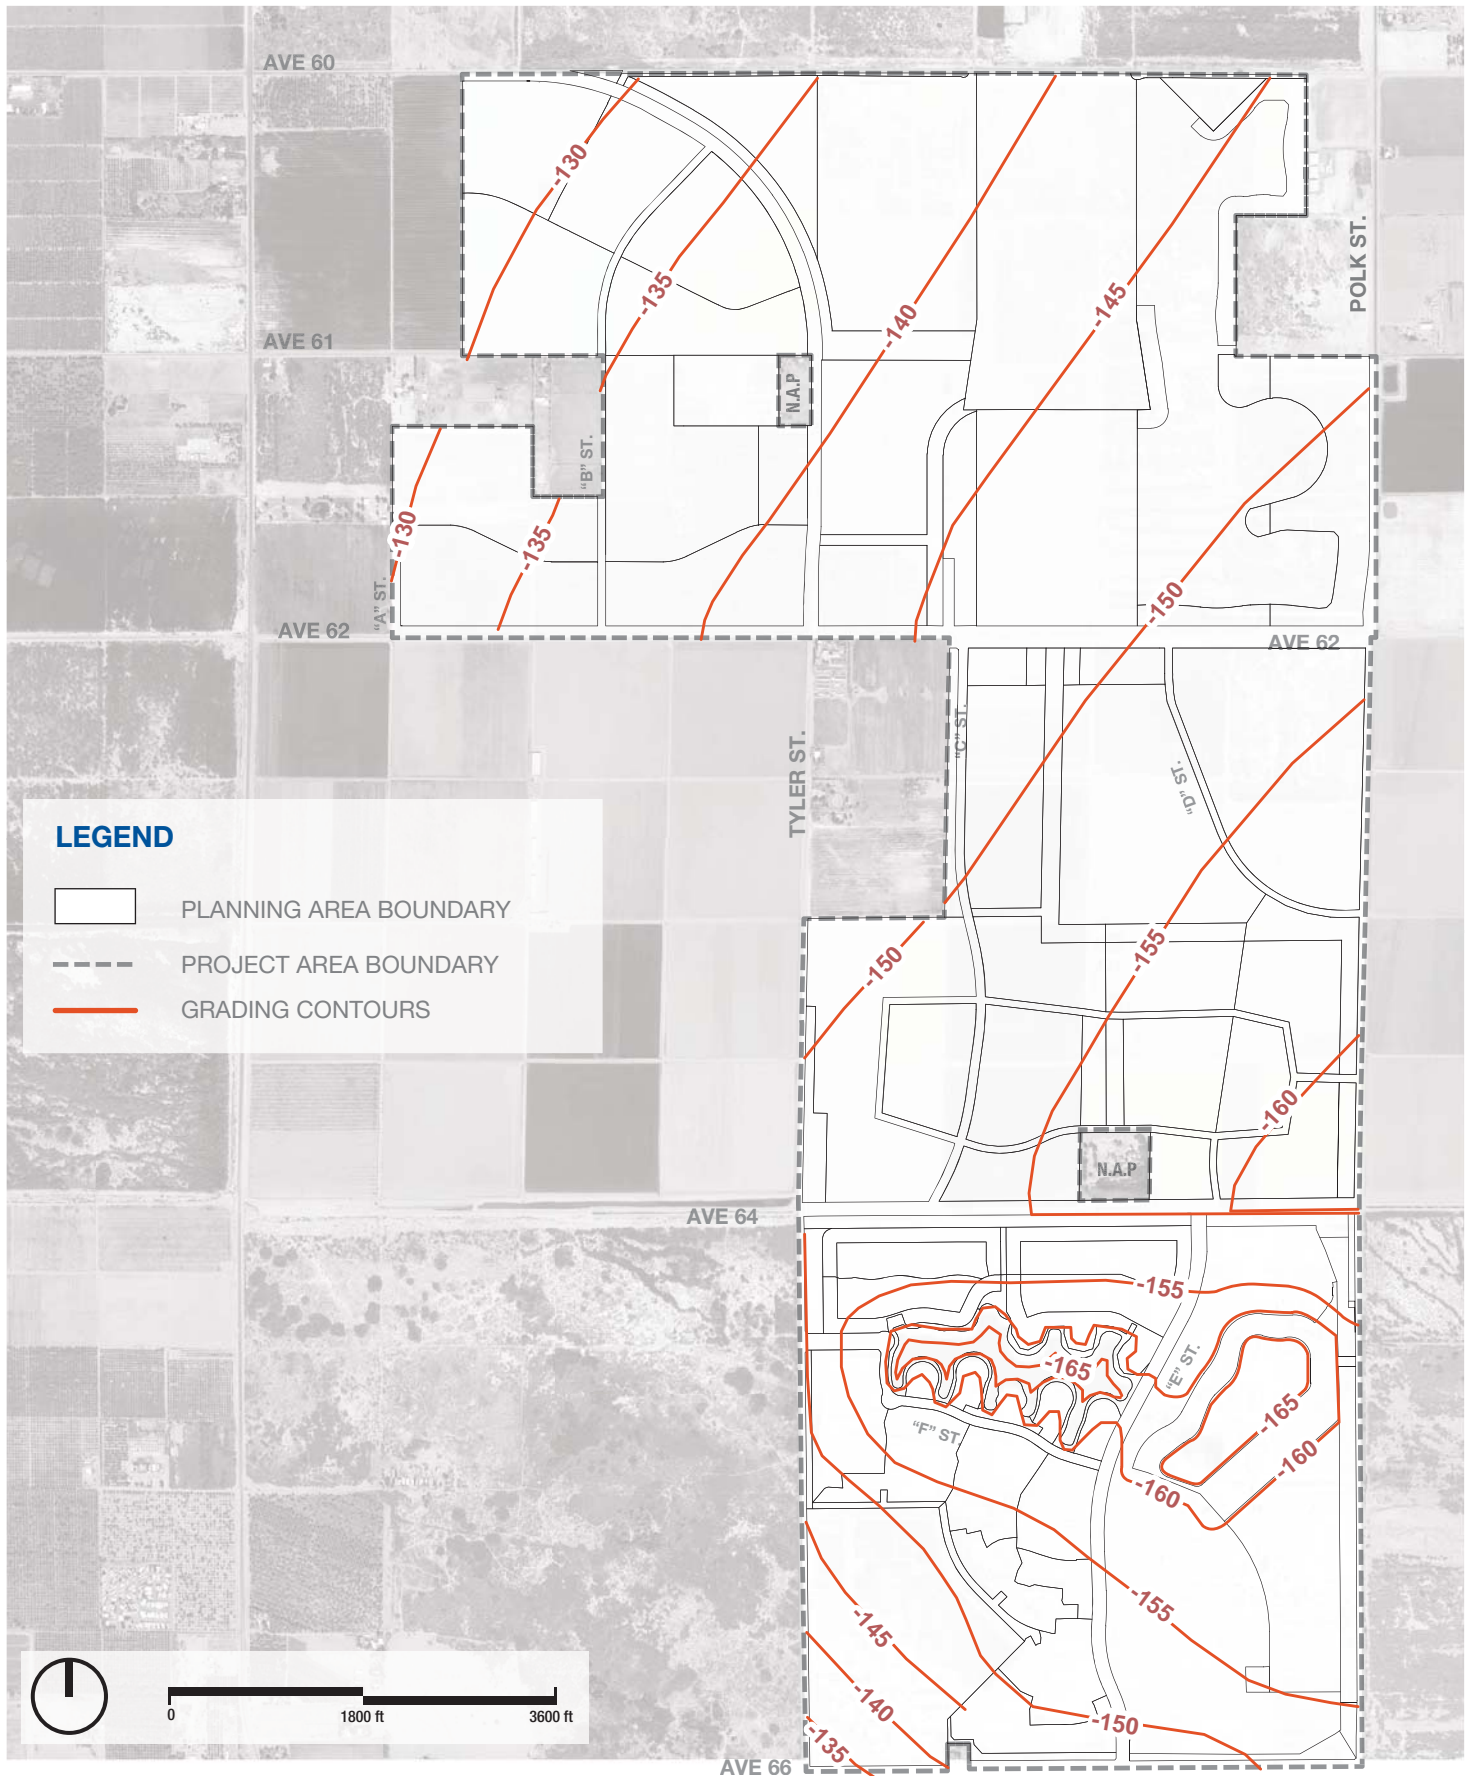 AVE 60
-130
-135
-140
-145
POLK ST.
AVE 61
N.A.P
"B" ST.
-130
-135
"A" ST.
-150
AVE 62
AVE 62
"C" ST.
TYLER ST.
"D" ST.
LEGEND
PLANNING AREA BOUNDARY
PROJECT AREA BOUNDARY
GRADING CONTOURS
-150
-155
-160
N.A.P
AVE 64
-155
-165
"E" ST.
-165
"F" ST.
-160
-160
-155
-145
-140
-150
-135
0
1800 ft
3600 ft
AVE 66